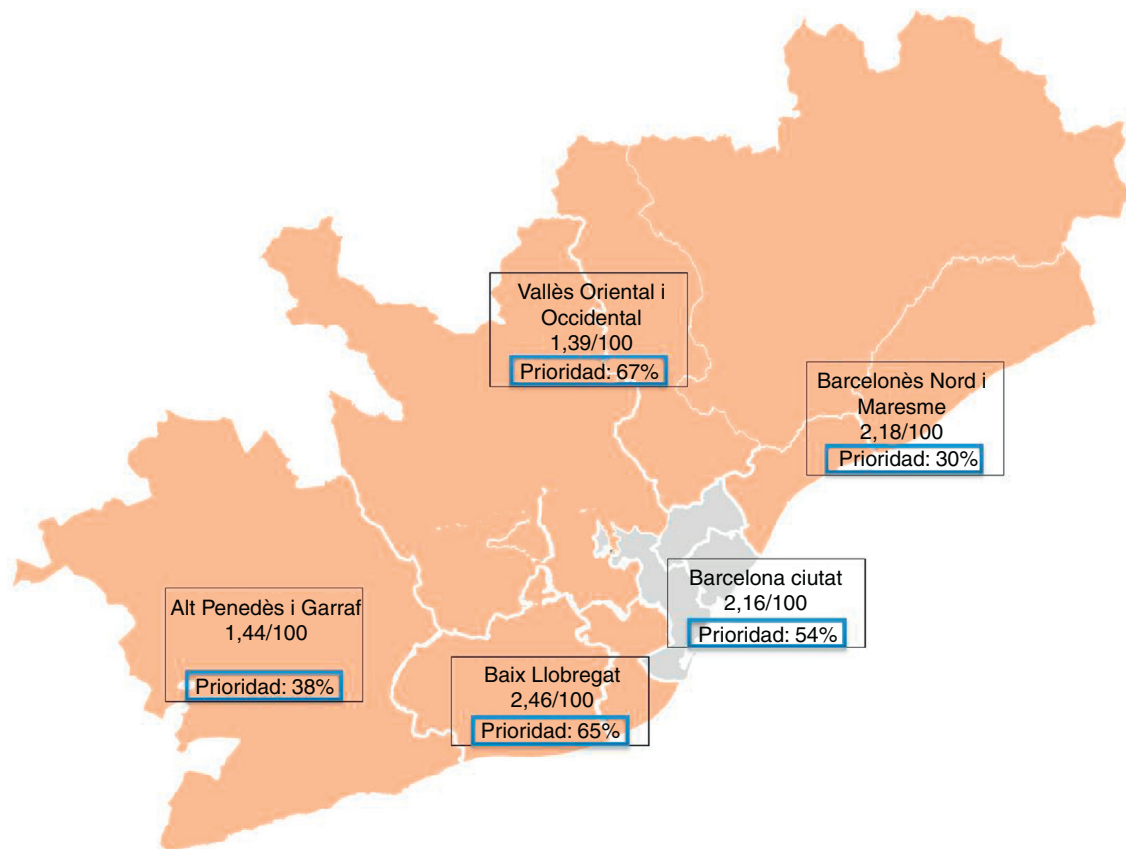 Vallès Oriental i
Occidental
1,39/100
Prioridad: 67%
Barcelonès Nord i
Maresme
2,18/100
Prioridad: 30%
Barcelona ciutat
2,16/100
Prioridad: 54%
Alt Penedès i Garraf
1,44/100
Prioridad: 38%
Baix Llobregat
2,46/100
Prioridad: 65%